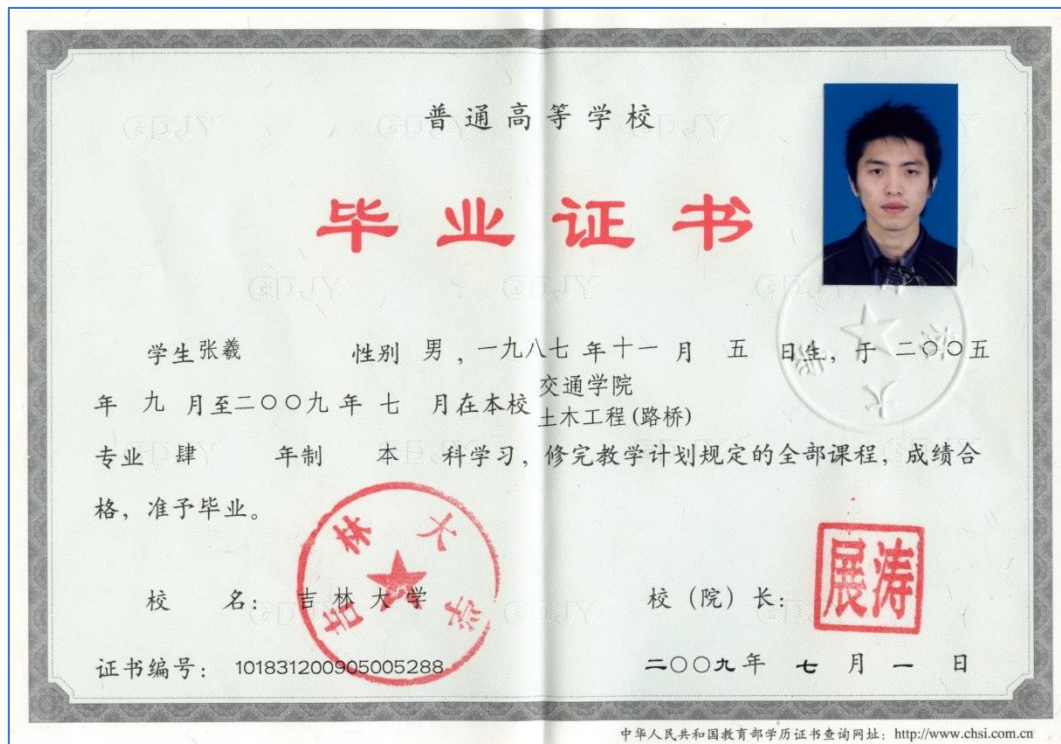 普通高等学校
毕业证书
学生 张羲 性别 男 ，一九八七 年 十一 月 五 日生，于 二〇〇五
年 九 月至 二〇〇九 年 七 月在本校 交通学院
土木工程(路桥)
专业 肆 年制 本 科学习，修完教学计划规定的全部课程，成绩合
格，准予毕业。
吉林大学
校 名： 吉林大学 校（院）长： 展涛
证书编号： 101831200905005288 二〇〇九 年 七 月 一 日
中华人民共和国教育部学历证书查询网址：http://www.chsi.com.cn